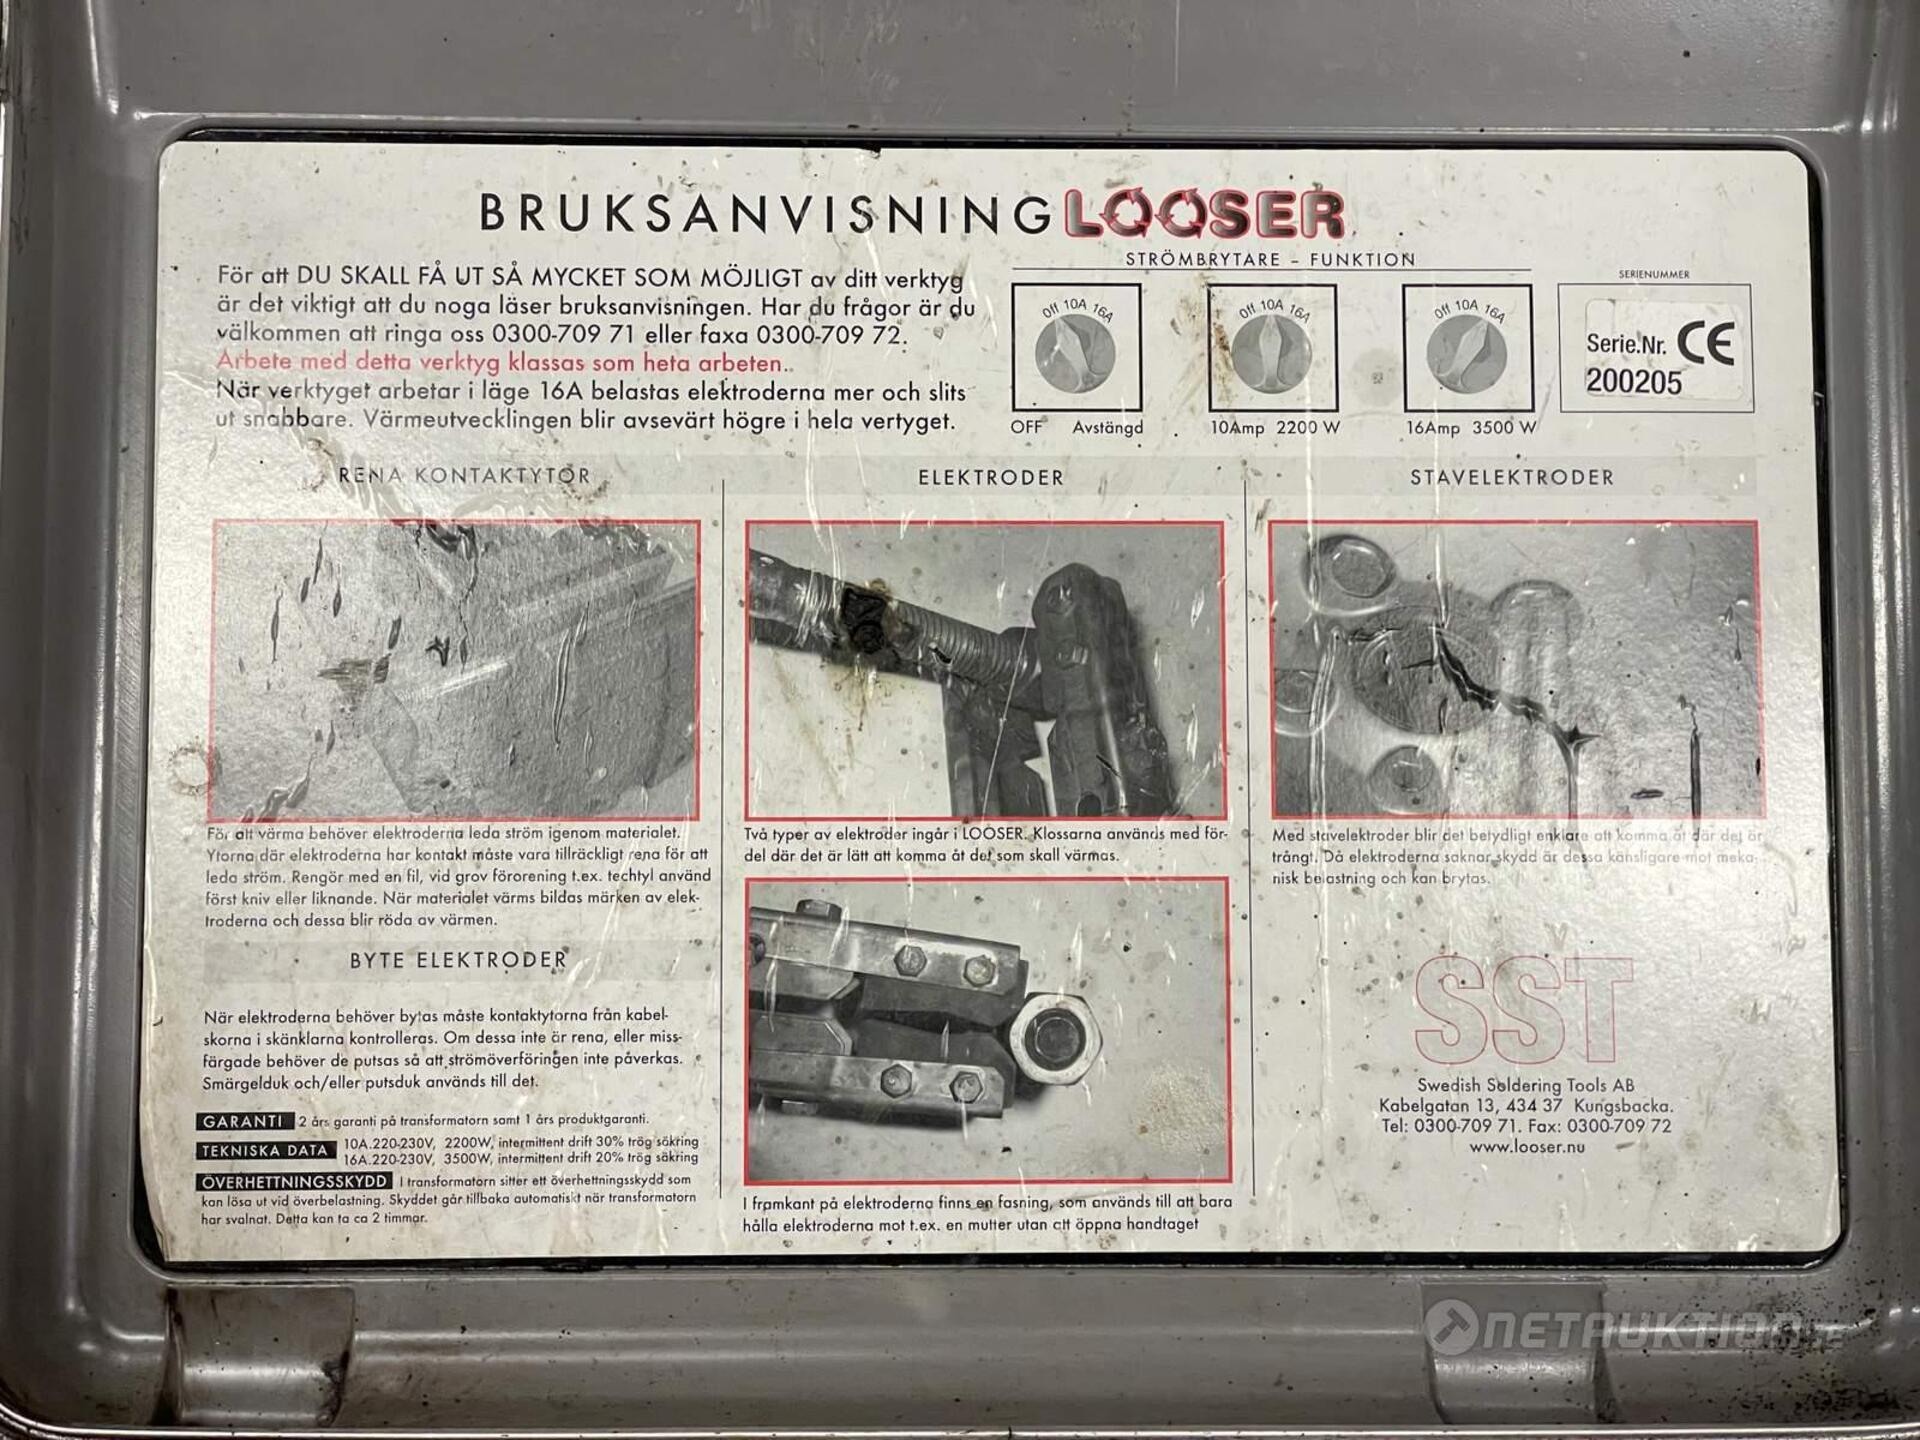 BRUKSANVISNING LOOSER
För att DU SKALL FÅ UT SÅ MYCKET SOM MÖJLIGT av ditt verktyg
är det viktigt att du noga läser bruksanvisningen. Har du frågor är du
välkommen att ringa oss 0300-709 71 eller faxa 0300-709 72.
Arbete med detta verktyg klassas som heta arbeten.
När verktyget arbetar i läge 16A belastas elektroderna mer och slits
ut snabbare. Värmeutvecklingen blir avsevärt högre i hela vertyget.
STRÖMBRYTARE - FUNKTION
Off 10A 16A
OFF Avstängd
Off 10A 16A
10Amp 2200 W
Off 10A 16A
16Amp 3500 W
SERIENUMMER
Serie.Nr. CE
200205
RENA KONTAKTYTOR
För att värma behöver elektroderna leda ström igenom materialet.
Ytorna där elektroderna har kontakt måste vara tillräckligt rena för att
leda ström. Rengör med en fil, vid grov förorening t.ex. techtyl använd
först kniv eller liknande. När materialet värms bildas märken av elek-
troderna och dessa blir röda av värmen.
BYTE ELEKTRODER
När elektroderna behöver bytas måste kontaktytorna från kabel-
skorna i skänklarna kontrolleras. Om dessa inte är rena, eller miss-
färgade behöver de putsas så att strömöverföringen inte påverkas.
Smärgelduk och/eller putsduk används till det.
GARANTI 2 års garanti på transformatorn samt 1 års produktgaranti.
TEKNISKA DATA 10A.220-230V, 2200W, intermittent drift 30% trög säkring
16A.220-230V, 3500W, intermittent drift 20% trög säkring
ÖVERHETTNINGSSKYDD I transformatorn sitter ett överhettningsskydd som
kan lösa ut vid överbelastning. Skyddet går tillbaka automatiskt när transformatorn
har svalnat. Detta kan ta ca 2 timmar.
ELEKTRODER
Två typer av elektroder ingår i LOOSER. Klossarna används med för-
del där det är lätt att komma åt det som skall värmas.
I framkant på elektroderna finns en fasning, som används till att bara
hålla elektroderna mot t.ex. en mutter utan att öppna handtaget
STAVELEKTRODER
Med stavelektroder blir det betydligt enklare att komma åt där det är
trångt. Då elektroderna saknar skydd är dessa känsligare mot meka-
nisk belastning och kan brytas.
SST
Swedish Soldering Tools AB
Kabelgatan 13, 434 37 Kungsbacka.
Tel: 0300-709 71. Fax: 0300-709 72
www.looser.nu
NETAUKTION.SE